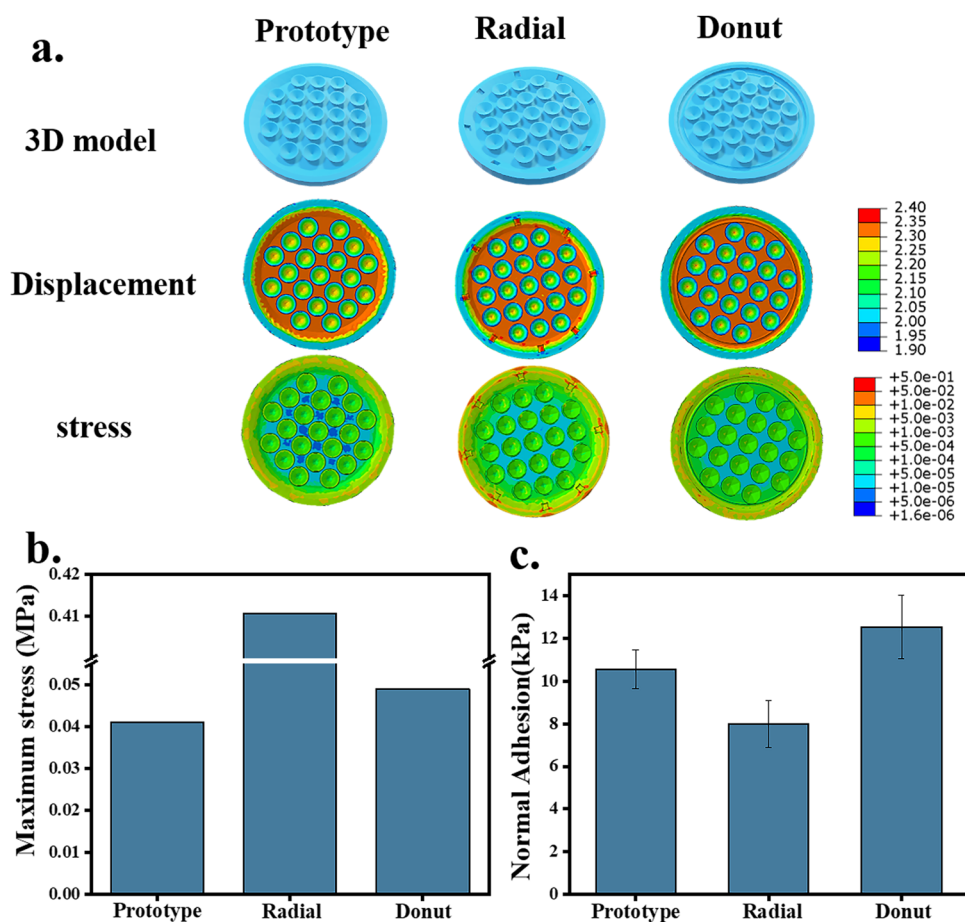 a.
Prototype
Radial
Donut
3D model
Displacement
2.40
2.35
2.30
2.25
2.20
2.15
2.10
2.05
2.00
1.95
1.90
stress
+5.0e-01
+5.0e-02
+1.0e-02
+5.0e-03
+1.0e-03
+5.0e-04
+1.0e-04
+5.0e-05
+1.0e-05
+5.0e-06
+1.6e-06
b.
Maximum stress (MPa)
0.42
0.41
0.05
0.04
0.03
0.02
0.01
0.00
Prototype
Radial
Donut
c.
Normal Adhesion(kPa)
14
12
10
8
6
4
2
0
Prototype
Radial
Donut